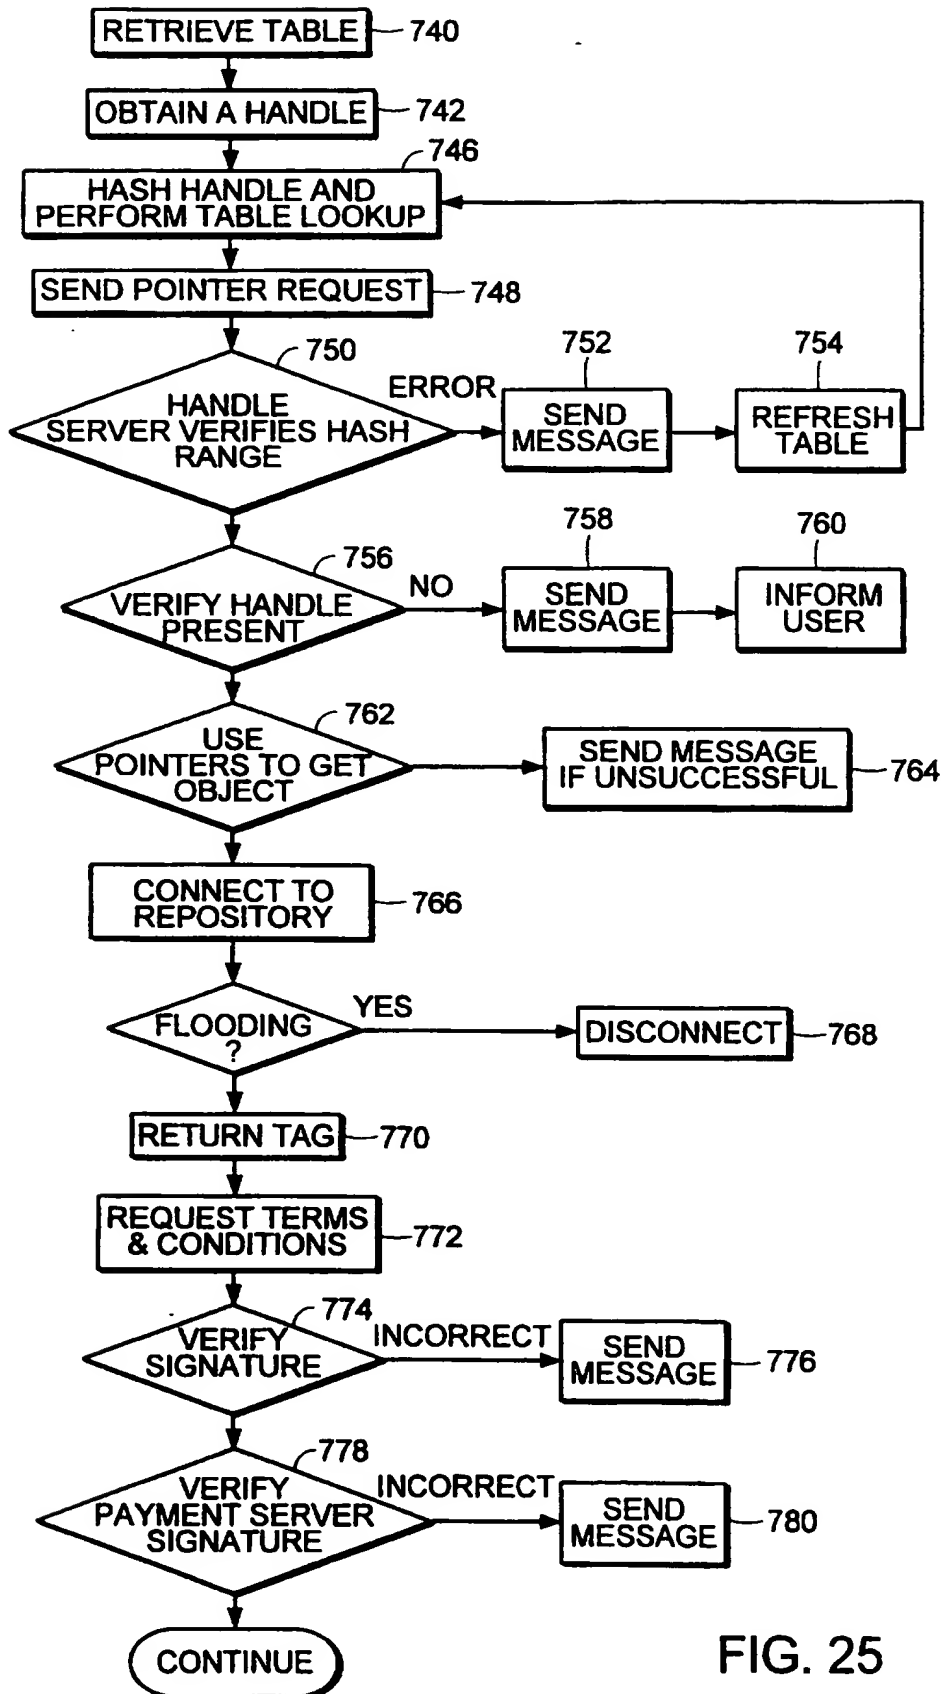 RETRIEVE TABLE
740
OBTAIN A HANDLE
742
746
HASH HANDLE AND
PERFORM TABLE LOOKUP
SEND POINTER REQUEST
748
750
HANDLE
SERVER VERIFIES HASH
RANGE
ERROR
752
SEND
MESSAGE
754
REFRESH
TABLE
756
VERIFY HANDLE
PRESENT
NO
758
SEND
MESSAGE
760
INFORM
USER
762
USE
POINTERS TO GET
OBJECT
SEND MESSAGE
IF UNSUCCESSFUL
764
CONNECT TO
REPOSITORY
766
FLOODING
?
YES
DISCONNECT
768
RETURN TAG
770
REQUEST TERMS
& CONDITIONS
772
774
VERIFY
SIGNATURE
INCORRECT
SEND
MESSAGE
776
778
VERIFY
PAYMENT SERVER
SIGNATURE
INCORRECT
SEND
MESSAGE
780
CONTINUE
FIG. 25